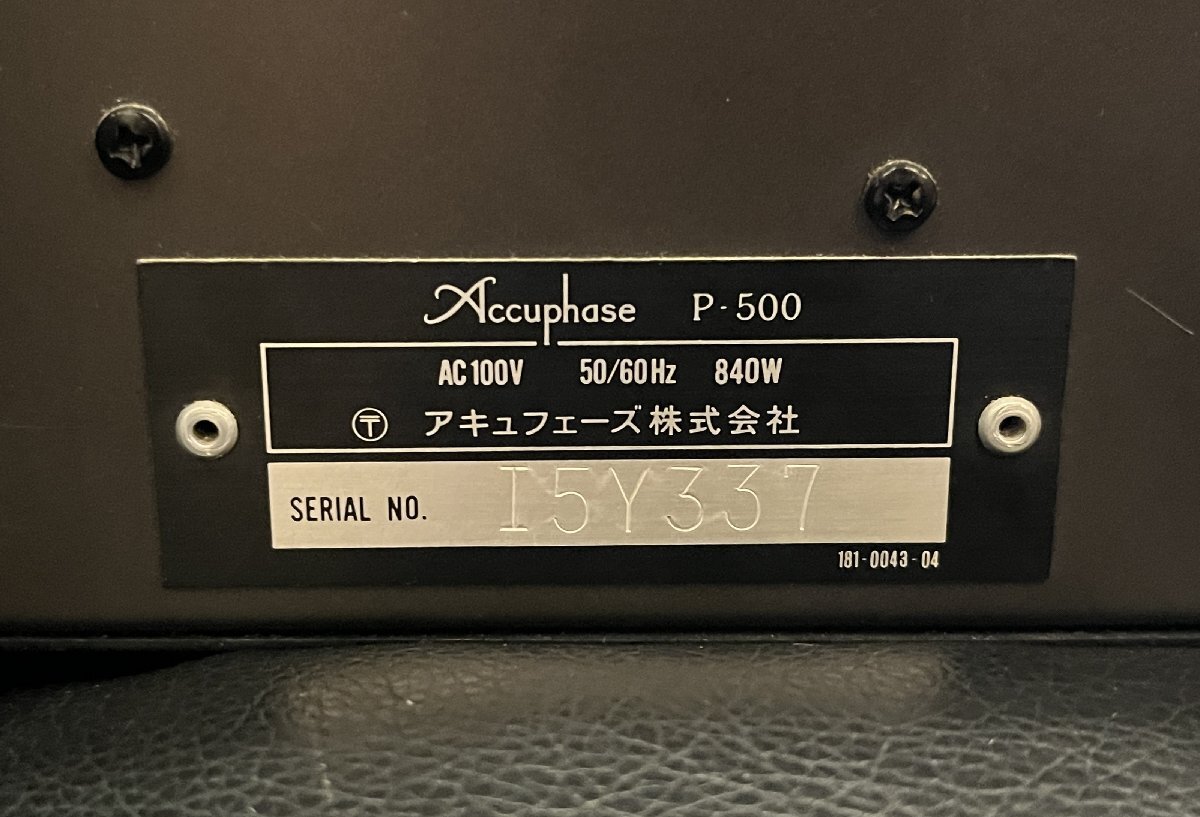 Accuphase P-500
AC100V 50/60Hz 840W
〒 アキュフェーズ株式会社
SERIAL NO. I5Y337
181-0043-04